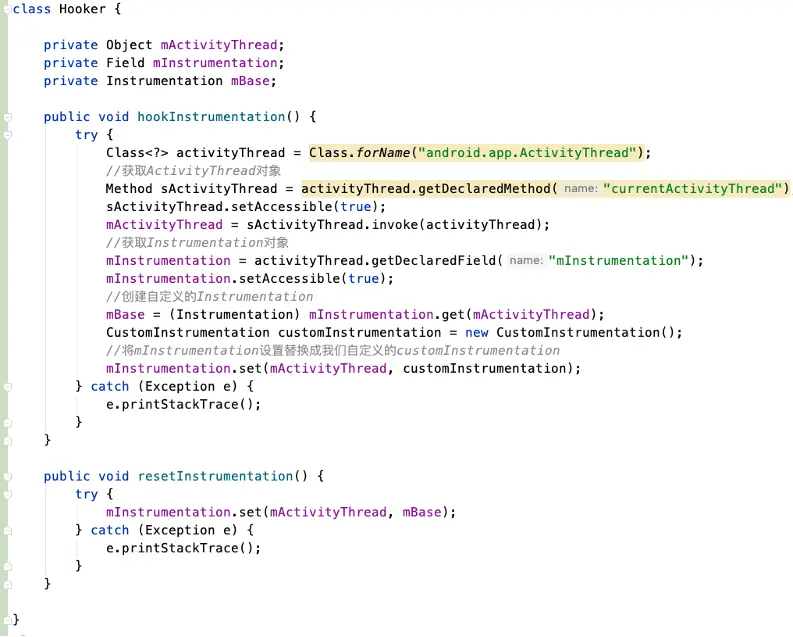 class Hooker {
private Object mActivityThread;
private Field mInstrumentation;
private Instrumentation mBase;
public void hookInstrumentation() {
try {
Class<?> activityThread = Class.forName("android.app.ActivityThread");
//获取ActivityThread对象
Method sActivityThread = activityThread.getDeclaredMethod( name: "currentActivityThread")
sActivityThread.setAccessible(true);
mActivityThread = sActivityThread.invoke(activityThread);
//获取Instrumentation对象
mInstrumentation = activityThread.getDeclaredField( name: "mInstrumentation");
mInstrumentation.setAccessible(true);
//创建自定义的Instrumentation
mBase = (Instrumentation) mInstrumentation.get(mActivityThread);
CustomInstrumentation customInstrumentation = new CustomInstrumentation();
//将mInstrumentation设置替换成我们自定义的customInstrumentation
mInstrumentation.set(mActivityThread, customInstrumentation);
} catch (Exception e) {
e.printStackTrace();
}
}
public void resetInstrumentation() {
try {
mInstrumentation.set(mActivityThread, mBase);
} catch (Exception e) {
e.printStackTrace();
}
}
}